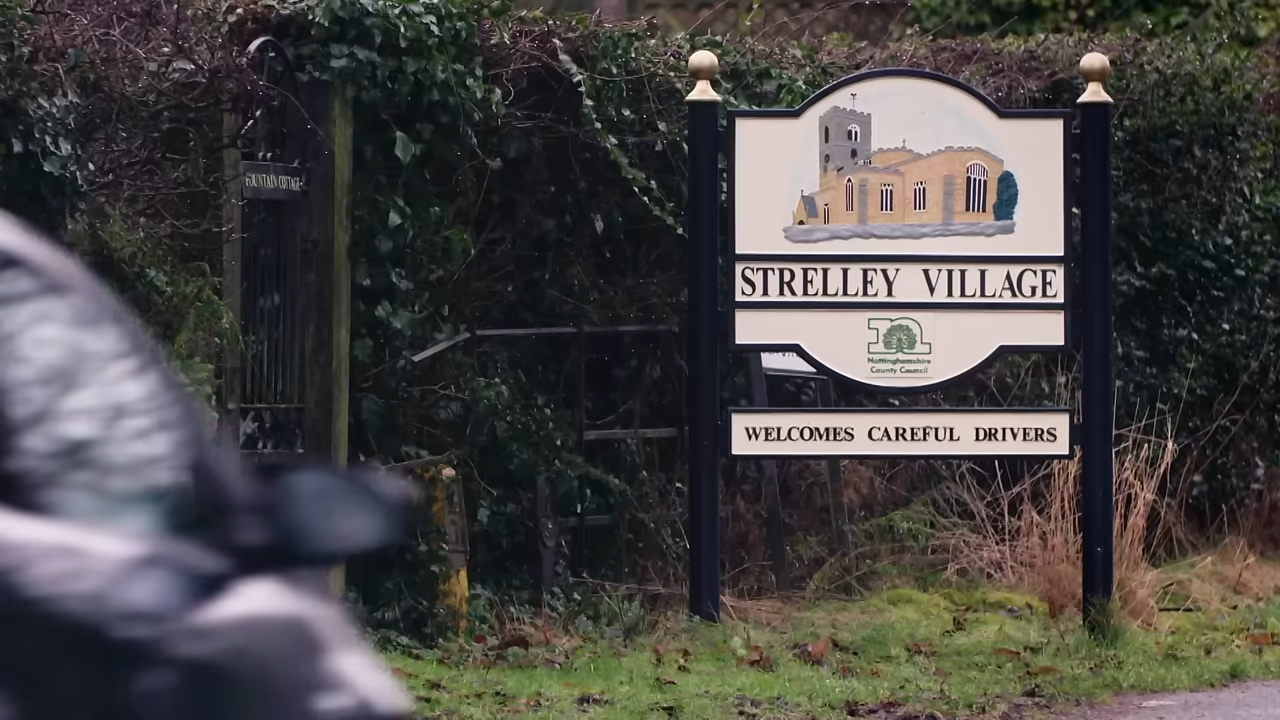 FOUNTAIN COTTAGE
STRELLEY VILLAGE
Nottinghamshire
County Council
WELCOMES CAREFUL DRIVERS